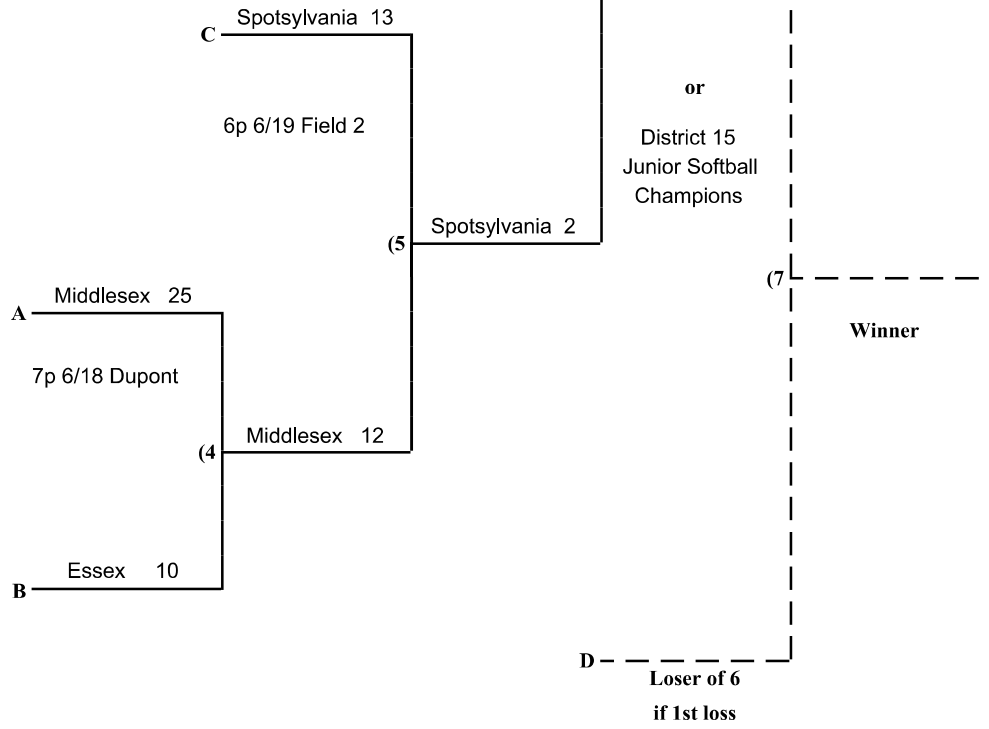 Spotsylvania 13
C
6p 6/19 Field 2
or
District 15
Junior Softball
Champions
(5
Spotsylvania 2
(7
Winner
Middlesex 25
A
7p 6/18 Dupont
(4
Middlesex 12
Essex 10
B
D
Loser of 6
if 1st loss